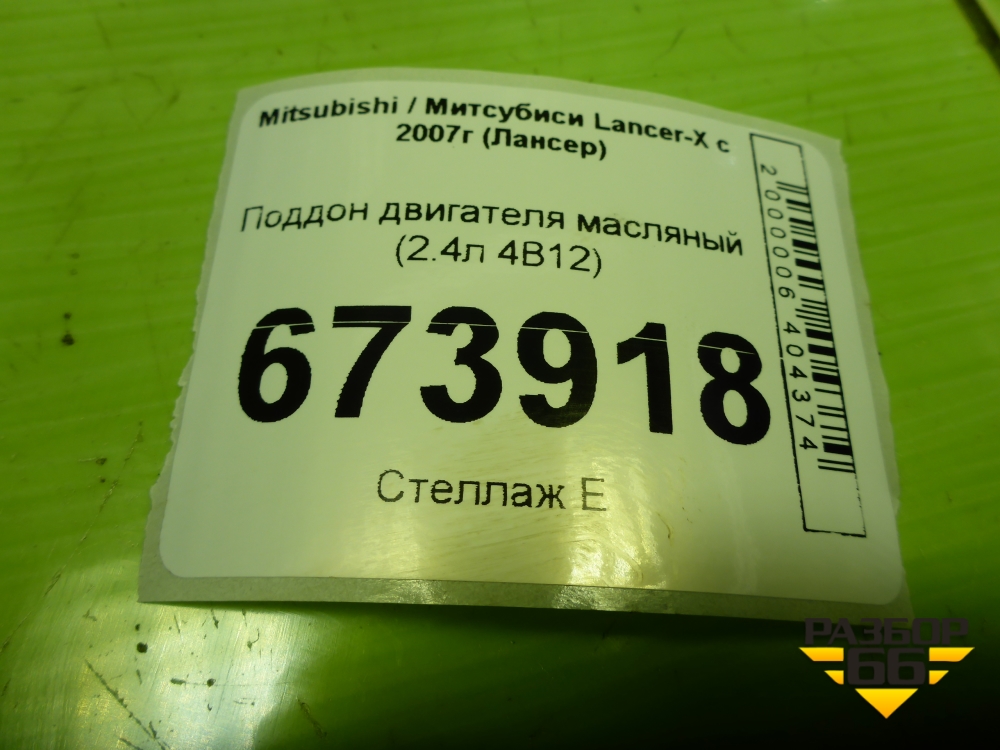 Mitsubishi / Митсубиси Lancer-X с
2007г (Лансер)
Поддон двигателя масляный
(2.4л 4В12)
673918
Стеллаж Е
2000006404374
РАЗБОР
66